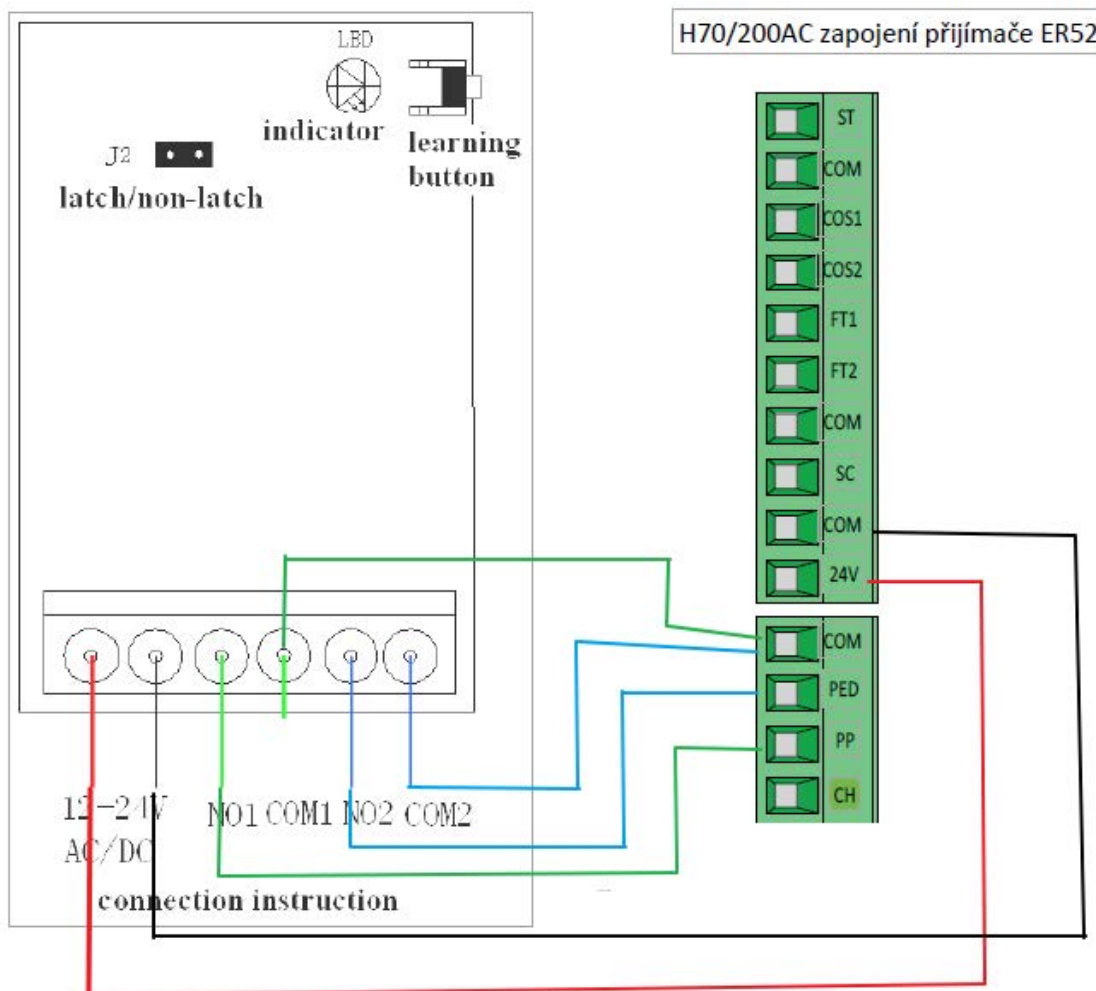 H70/200AC zapojení přijímače ER52
LED
indicator
learning
button
J2
latch/non-latch
ST
COM
COS1
COS2
FT1
FT2
COM
SC
COM
24V
COM
PED
PP
CH
12-24V
AC/DC
NO1 COM1 NO2 COM2
connection instruction